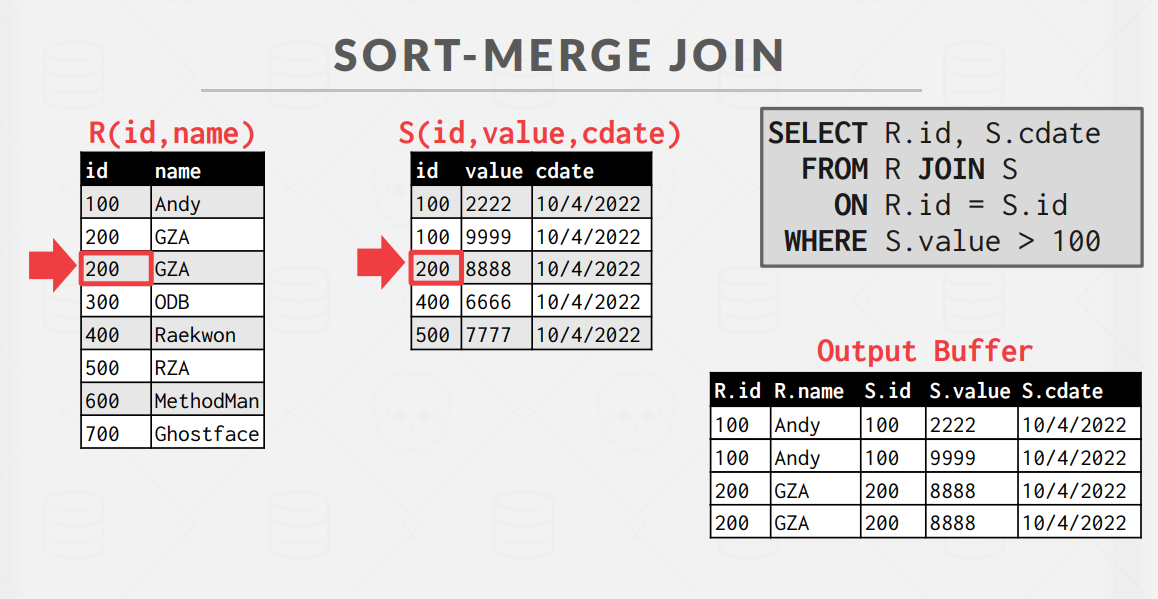 SORT-MERGE JOIN
R(id,name)
id name
100 Andy
200 GZA
200 GZA
300 ODB
400 Raekwon
500 RZA
600 MethodMan
700 Ghostface
S(id,value,cdate)
id value cdate
100 2222 10/4/2022
100 9999 10/4/2022
200 8888 10/4/2022
400 6666 10/4/2022
500 7777 10/4/2022
SELECT R.id, S.cdate
FROM R JOIN S
ON R.id = S.id
WHERE S.value > 100
Output Buffer
R.id R.name S.id S.value S.cdate
100 Andy 100 2222 10/4/2022
100 Andy 100 9999 10/4/2022
200 GZA 200 8888 10/4/2022
200 GZA 200 8888 10/4/2022